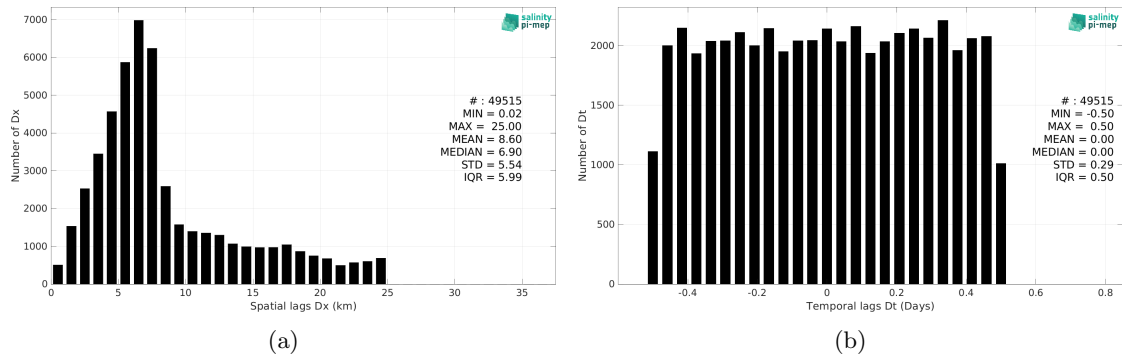 7000
6000
5000
4000
3000
2000
1000
0
Number of Dx
salinity
pi-mep
# : 49515
MIN = 0.02
MAX = 25.00
MEAN = 8.60
MEDIAN = 6.90
STD = 5.54
IQR = 5.99
0 5 10 15 20 25 30 35
Spatial lags Dx (km)
(a)
2000
1500
1000
500
0
Number of Dt
salinity
pi-mep
# : 49515
MIN = -0.50
MAX = 0.50
MEAN = 0.00
MEDIAN = 0.00
STD = 0.29
IQR = 0.50
-0.4 -0.2 0 0.2 0.4 0.6 0.8
Temporal lags Dt (Days)
(b)